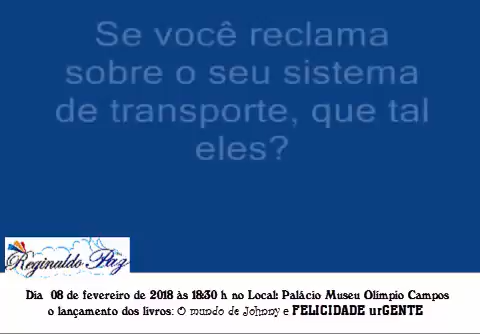 Se você reclama
sobre o seu sistema
de transporte, que tal
eles?
Reginaldo Paz
Dia 08 de fevereiro de 2018 às 18:30 h no Local: Palácio Museu Olímpio Campos
o lançamento dos livros: O mundo de Johnny e FELICIDADE urGENTE